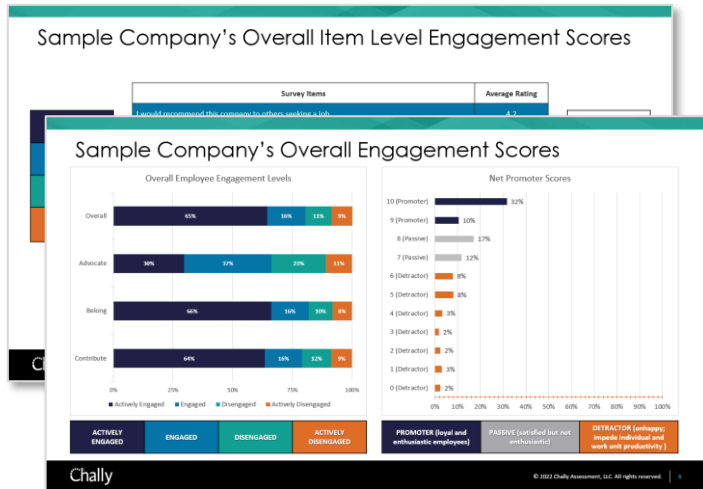 Sample Company's Overall Item Level Engagement Scores
Survey Items Average Rating
I would recommend this company to others seeking a job. 4.2
Sample Company's Overall Engagement Scores
Overall Employee Engagement Levels
Overall 65% 16% 11% 9%
Advocate 30% 37% 23% 11%
Belong 66% 16% 10% 8%
Contribute 64% 16% 12% 9%
0% 25% 50% 75% 100%
Actively Engaged Engaged Disengaged Actively Disengaged
Net Promoter Scores
10 (Promoter) 32%
9 (Promoter) 10%
8 (Passive) 17%
7 (Passive) 12%
6 (Detractor) 8%
5 (Detractor) 8%
4 (Detractor) 3%
3 (Detractor) 2%
2 (Detractor) 2%
1 (Detractor) 3%
0 (Detractor) 2%
0% 10% 20% 30% 40% 50% 60% 70% 80% 90% 100%
ACTIVELY
ENGAGED
ENGAGED
DISENGAGED
ACTIVELY
DISENGAGED
PROMOTER (loyal and
enthusiastic employees)
PASSIVE (satisfied but not
enthusiastic)
DETRACTOR (unhappy;
impede individual and
work unit productivity )
Chally
© 2022 Chally Assessment, LLC. All rights reserved.